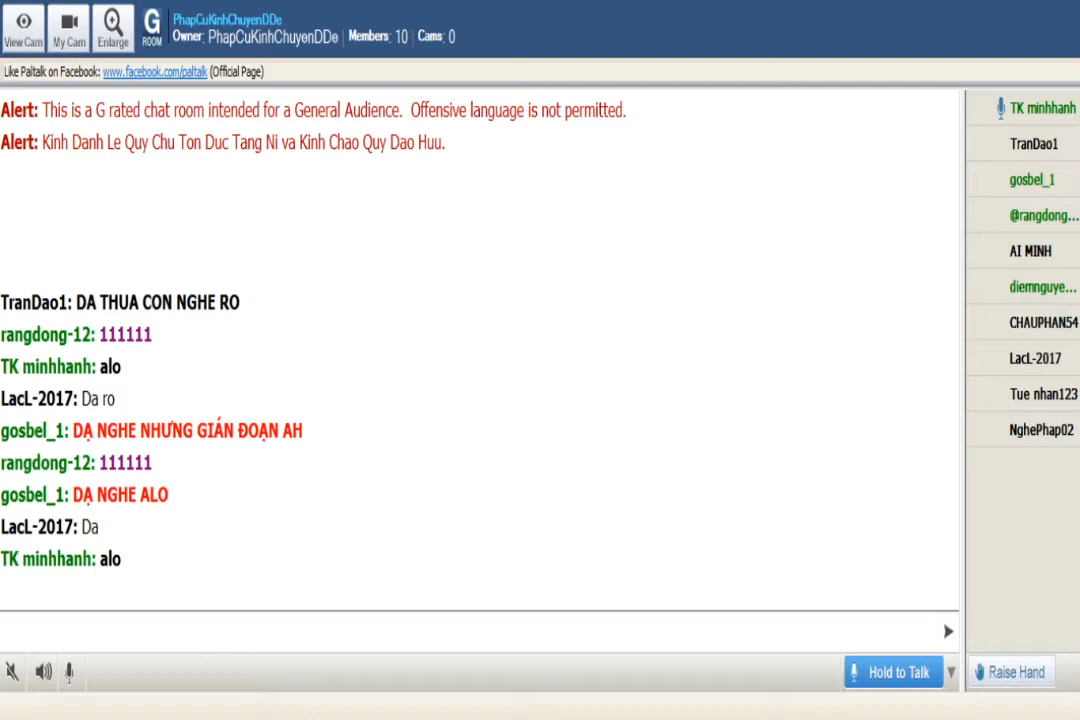 View Cam
My Cam
Enlarge
G
ROOM
PhapCuKinhChuyenDDe
Owner: PhapCuKinhChuyenDDe | Members: 10 | Cams: 0
Like Paltalk on Facebook: www.facebook.com/paltalk (Official Page)
Alert: This is a G rated chat room intended for a General Audience. Offensive language is not permitted.
Alert: Kinh Danh Le Quy Chu Ton Duc Tang Ni va Kinh Chao Quy Dao Huu.
TranDao1: DA THUA CON NGHE RO
rangdong-12: 111111
TK minhhanh: alo
LacL-2017: Da ro
gosbel_1: DẠ NGHE NHƯNG GIÁN ĐOẠN AH
rangdong-12: 111111
gosbel_1: DẠ NGHE ALO
LacL-2017: Da
TK minhhanh: alo
TK minhhanh
TranDao1
gosbel_1
@rangdong...
AI MINH
diemnguye...
CHAUPHAN54
LacL-2017
Tue nhan123
NghePhap02
Hold to Talk
Raise Hand